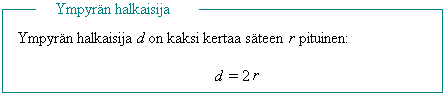 Ympyrän halkaisija
Ympyrän halkaisija d on kaksi kertaa säteen r pituinen:
d = 2 r